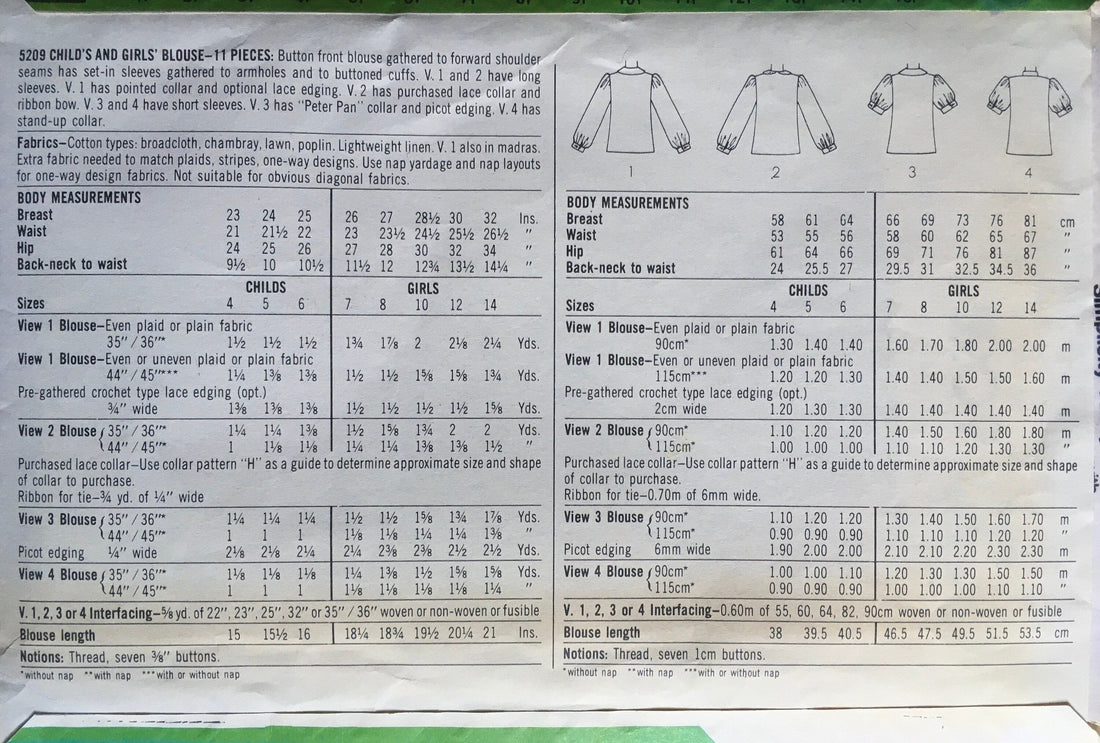 5209 CHILD'S AND GIRLS' BLOUSE–11 PIECES: Button front blouse gathered to forward shoulder
seams has set-in sleeves gathered to armholes and to buttoned cuffs. V. 1 and 2 have long
sleeves. V. 1 has pointed collar and optional lace edging. V. 2 has purchased lace collar and
ribbon bow. V. 3 and 4 have short sleeves. V. 3 has "Peter Pan" collar and picot edging. V. 4 has
stand-up collar.
Fabrics–Cotton types: broadcloth, chambray, lawn, poplin. Lightweight linen. V. 1 also in madras.
Extra fabric needed to match plaids, stripes, one-way designs. Use nap yardage and nap layouts
for one-way design fabrics. Not suitable for obvious diagonal fabrics.
BODY MEASUREMENTS
Breast 23 24 25 26 27 28½ 30 32 Ins.
Waist 21 21½ 22 23 23½ 24½ 25½ 26½ "
Hip 24 25 26 27 28 30 32 34 "
Back-neck to waist 9½ 10 10½ 11½ 12 12¾ 13½ 14¼ "
CHILDS GIRLS
Sizes 4 5 6 7 8 10 12 14
View 1 Blouse–Even plaid or plain fabric
35" / 36"* 1½ 1½ 1½ 1¾ 1⅞ 2 2⅛ 2¼ Yds.
View 1 Blouse–Even or uneven plaid or plain fabric
44" / 45"*** 1¼ 1⅜ 1⅜ 1½ 1½ 1⅝ 1⅝ 1¾ Yds.
Pre-gathered crochet type lace edging (opt.)
¾" wide 1⅜ 1⅜ 1⅜ 1½ 1½ 1½ 1½ 1⅝ Yds.
View 2 Blouse 35" / 36"* 1¼ 1¼ 1⅜ 1½ 1⅝ 1¾ 2 2 Yds.
44" / 45"* 1 1⅛ 1⅛ 1¼ 1¼ 1⅜ 1⅜ 1½ "
Purchased lace collar–Use collar pattern "H" as a guide to determine approximate size and shape
of collar to purchase.
Ribbon for tie–¾ yd. of ¼" wide
View 3 Blouse 35" / 36"* 1¼ 1¼ 1¼ 1½ 1½ 1⅝ 1¾ 1⅞ Yds.
44" / 45"* 1 1 1 1⅛ 1⅛ 1¼ 1¼ 1⅜ "
Picot edging ¼" wide 2⅛ 2⅛ 2¼ 2¼ 2⅜ 2⅜ 2½ 2½ Yds.
View 4 Blouse 35" / 36"* 1⅛ 1⅛ 1⅛ 1¼ 1⅜ 1½ 1⅝ 1⅝ Yds.
44" / 45"* 1 1 1 1⅛ 1⅛ 1⅛ 1⅛ 1¼ "
V. 1, 2, 3 or 4 Interfacing–⅝ yd. of 22", 23", 25", 32" or 35" / 36" woven or non-woven or fusible
Blouse length 15 15½ 16 18¼ 18¾ 19½ 20¼ 21 Ins.
Notions: Thread, seven ⅜" buttons.
*without nap **with nap ***with or without nap
1 2 3 4
BODY MEASUREMENTS
Breast 58 61 64 66 69 73 76 81 cm
Waist 53 55 56 58 60 62 65 67 "
Hip 61 64 66 69 71 76 81 87 "
Back-neck to waist 24 25.5 27 29.5 31 32.5 34.5 36 "
CHILDS GIRLS
Sizes 4 5 6 7 8 10 12 14
View 1 Blouse–Even plaid or plain fabric
90cm* 1.30 1.40 1.40 1.60 1.70 1.80 2.00 2.00 m
View 1 Blouse–Even or uneven plaid or plain fabric
115cm*** 1.20 1.20 1.30 1.40 1.40 1.50 1.50 1.60 m
Pre-gathered crochet type lace edging (opt.)
2cm wide 1.20 1.30 1.30 1.40 1.40 1.40 1.40 1.40 m
View 2 Blouse 90cm* 1.10 1.20 1.20 1.40 1.50 1.60 1.80 1.80 m
115cm* 1.00 1.00 1.00 1.10 1.10 1.20 1.30 1.30 "
Purchased lace collar–Use collar pattern "H" as a guide to determine approximate size and shape
of collar to purchase.
Ribbon for tie–0.70m of 6mm wide.
View 3 Blouse 90cm* 1.10 1.20 1.20 1.30 1.40 1.50 1.60 1.70 m
115cm* 0.90 0.90 0.90 1.10 1.10 1.10 1.20 1.20 "
Picot edging 6mm wide 1.90 2.00 2.00 2.10 2.10 2.20 2.30 2.30 m
View 4 Blouse 90cm* 1.00 1.00 1.10 1.20 1.30 1.30 1.50 1.50 m
115cm* 0.90 0.90 0.90 1.00 1.00 1.00 1.10 1.10 "
V. 1, 2, 3 or 4 Interfacing–0.60m of 55, 60, 64, 82, 90cm woven or non-woven or fusible
Blouse length 38 39.5 40.5 46.5 47.5 49.5 51.5 53.5 cm
Notions: Thread, seven 1cm buttons.
*without nap **with nap ***with or without nap